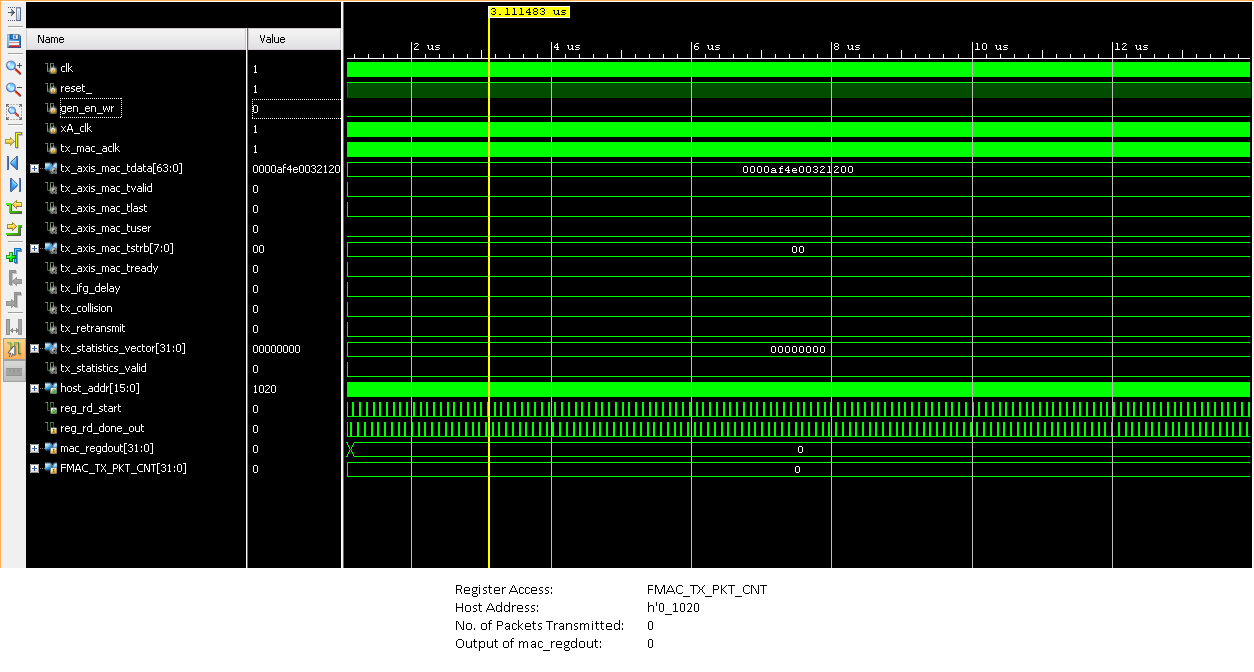 3.111483 us
Name Value
2 us 4 us 6 us 8 us 10 us 12 us
clk 1
reset_ 1
gen_en_wr 0
xA_clk 1
tx_mac_aclk 1
tx_axis_mac_tdata[63:0] 0000af4e0032120 0000af4e00321200
tx_axis_mac_tvalid 0
tx_axis_mac_tlast 0
tx_axis_mac_tuser 0
tx_axis_mac_tstrb[7:0] 00 00
tx_axis_mac_tready 0
tx_ifg_delay 0
tx_collision 0
tx_retransmit 0
tx_statistics_vector[31:0] 00000000 00000000
tx_statistics_valid 0
host_addr[15:0] 1020
reg_rd_start 0
reg_rd_done_out 0
mac_regdout[31:0] 0 0
FMAC_TX_PKT_CNT[31:0] 0 0
Register Access: FMAC_TX_PKT_CNT
Host Address: h'0_1020
No. of Packets Transmitted: 0
Output of mac_regdout: 0